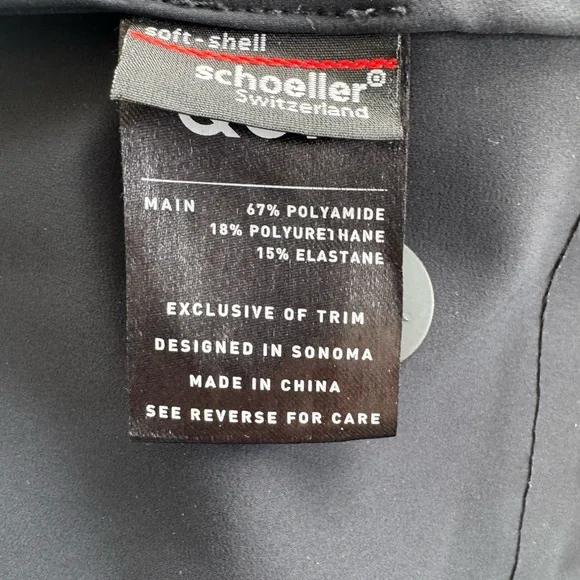 soft-shell
schoeller®
Switzerland
MAIN 67% POLYAMIDE
18% POLYURETHANE
15% ELASTANE
EXCLUSIVE OF TRIM
DESIGNED IN SONOMA
MADE IN CHINA
SEE REVERSE FOR CARE